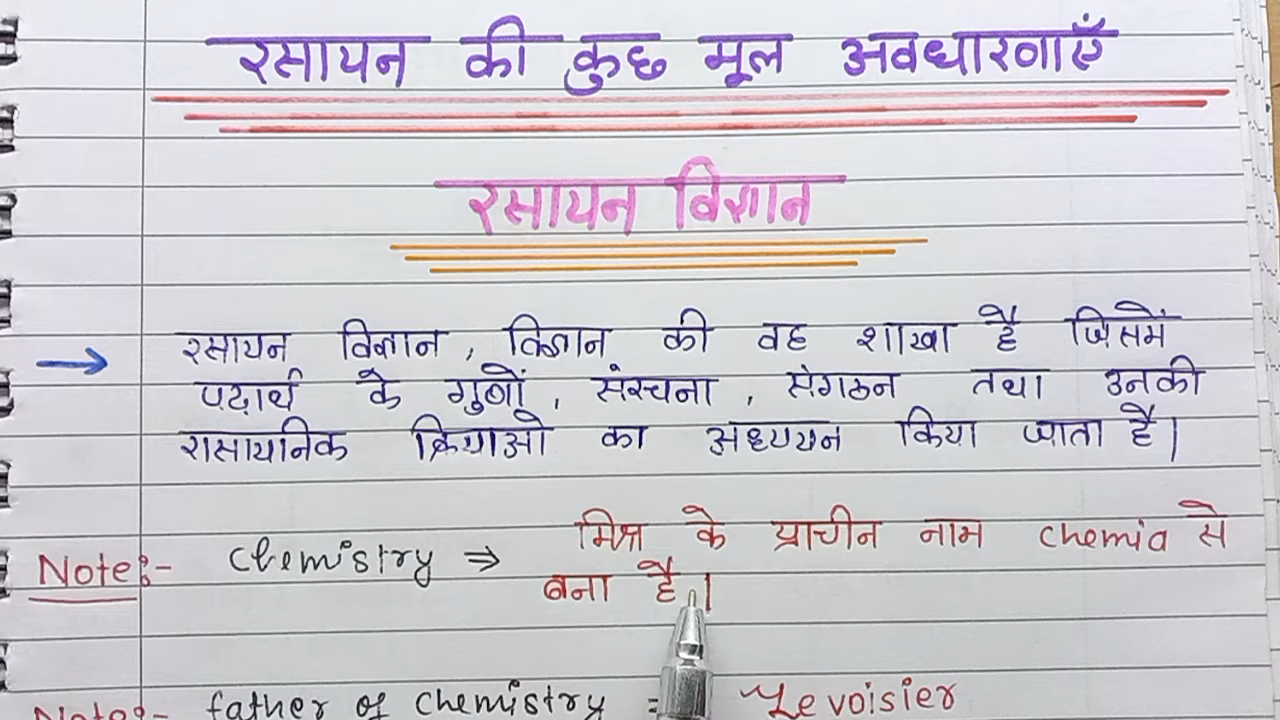 रसायन की कुछ मूल अवधारणाएँ
रसायन विज्ञान
→ रसायन विज्ञान, विज्ञान की वह शाखा है जिसमें
पदार्थ के गुणों, संरचना, संगठन तथा उनकी
रासायनिक क्रियाओ का अध्ययन किया जाता है।
Note:- Chemistry ⇒ मिस्र के प्राचीन नाम chemia से
बना है।
Note:- father of chemistry = Levoisier